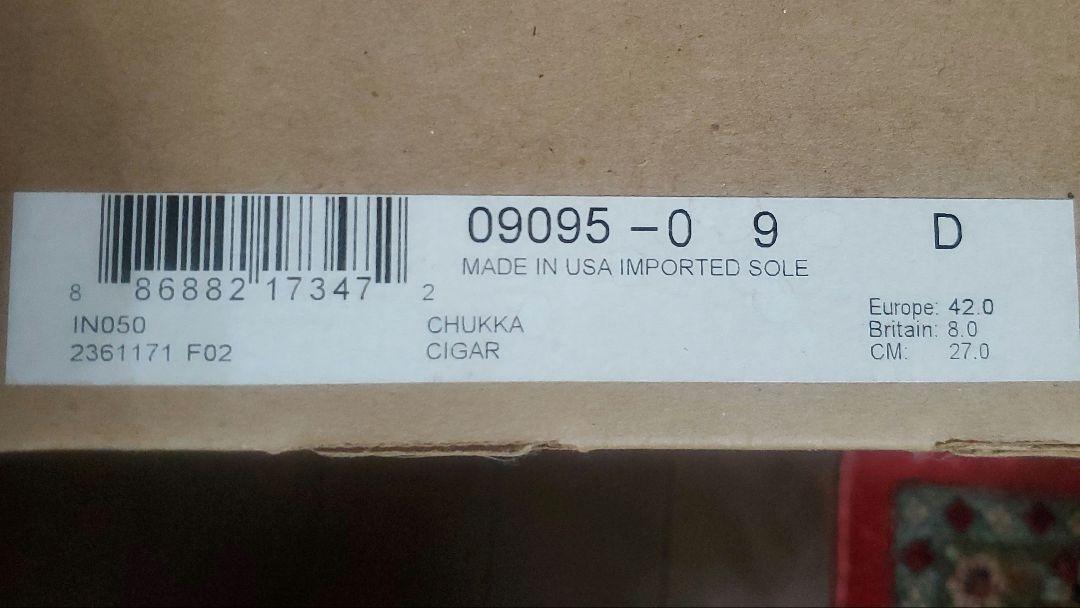 09095 – 0 9 D
MADE IN USA IMPORTED SOLE
8 86882 17347 2
IN050
2361171 F02
CHUKKA
CIGAR
Europe: 42.0
Britain: 8.0
CM: 27.0